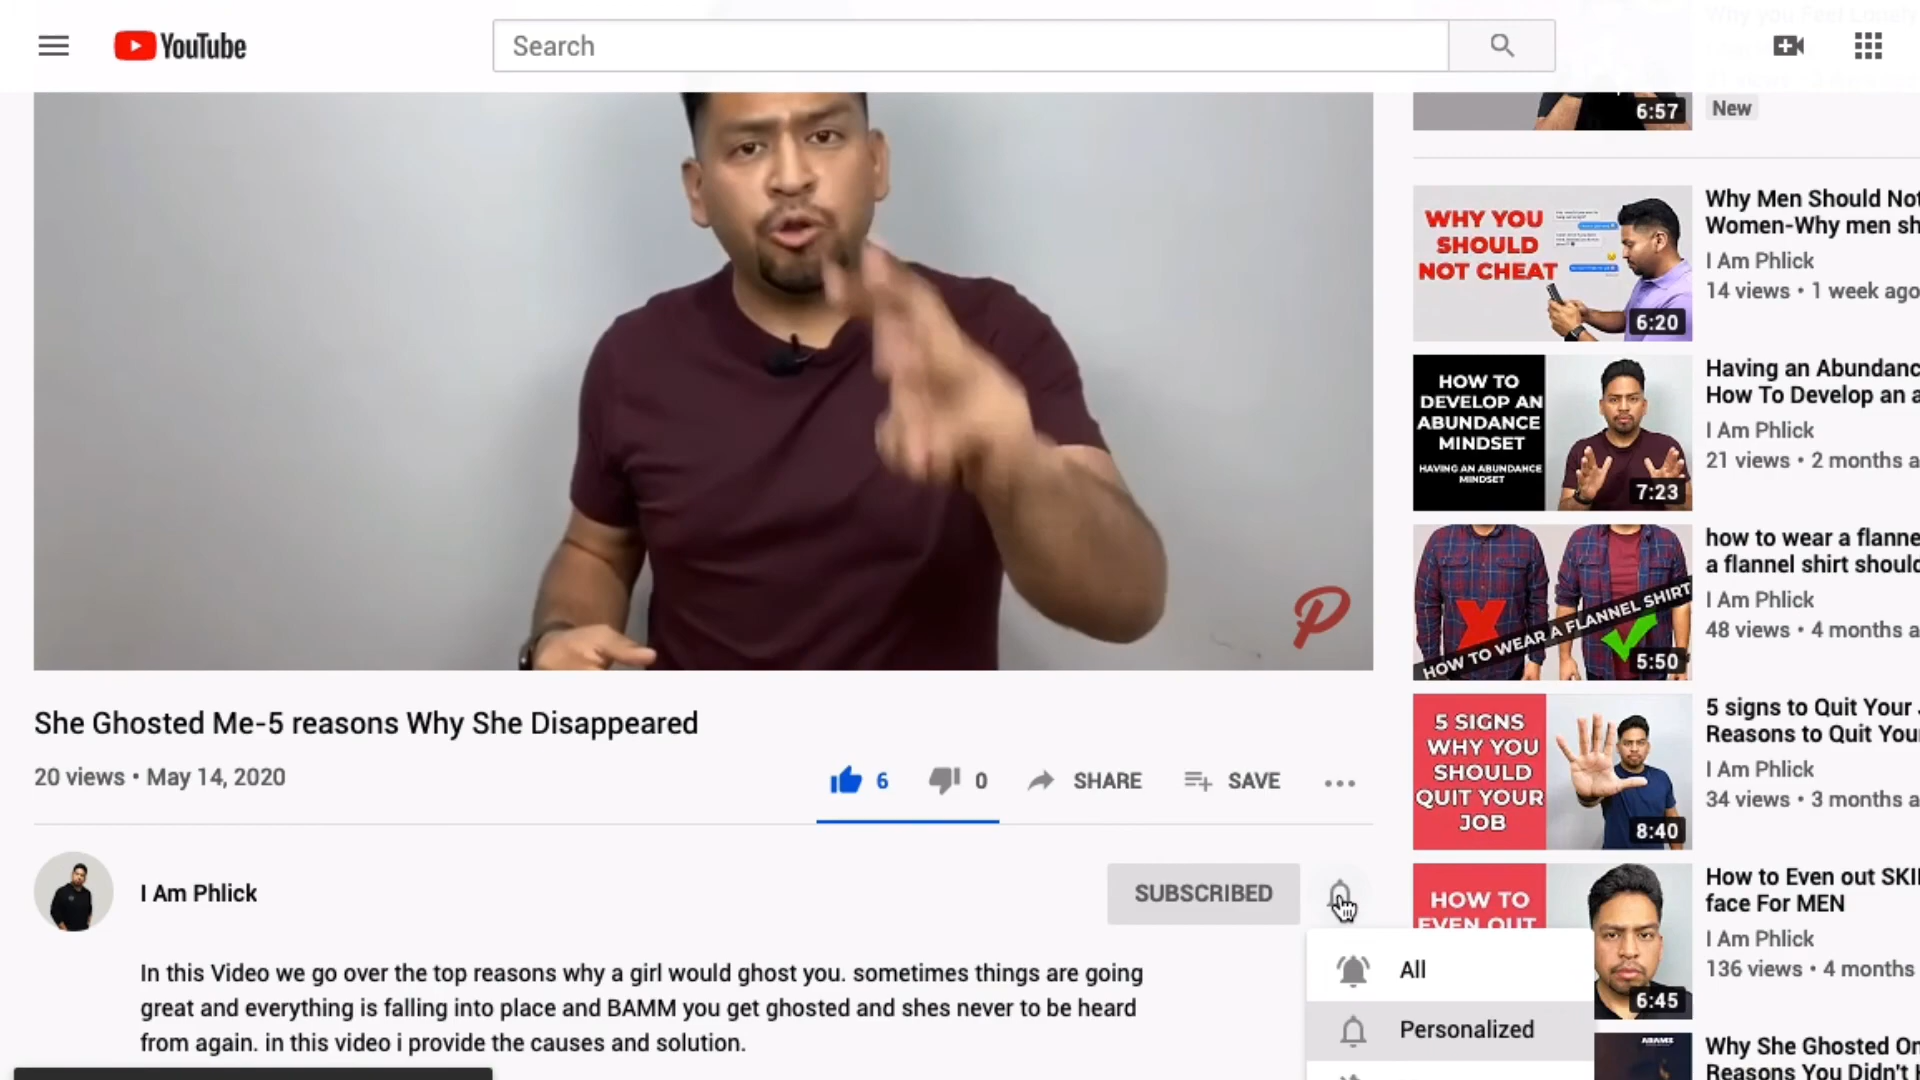 YouTube
Search
6:57
New
She Ghosted Me-5 reasons Why She Disappeared
20 views • May 14, 2020
6
0
SHARE
SAVE
I Am Phlick
SUBSCRIBED
In this Video we go over the top reasons why a girl would ghost you. sometimes things are going
great and everything is falling into place and BAMM you get ghosted and shes never to be heard
from again. in this video i provide the causes and solution.
All
Personalized
WHY YOU
SHOULD
NOT CHEAT
6:20
Why Men Should Not
Women-Why men sh
I Am Phlick
14 views • 1 week ago
HOW TO
DEVELOP AN
ABUNDANCE
MINDSET
HAVING AN ABUNDANCE
MINDSET
7:23
Having an Abundanc
How To Develop an a
I Am Phlick
21 views • 2 months a
HOW TO WEAR A FLANNEL SHIRT
5:50
how to wear a flanne
a flannel shirt should
I Am Phlick
48 views • 4 months a
5 SIGNS
WHY YOU
SHOULD
QUIT YOUR
JOB
8:40
5 signs to Quit Your
Reasons to Quit You
I Am Phlick
34 views • 3 months a
HOW TO
EVEN OUT
6:45
How to Even out SKI
face For MEN
I Am Phlick
136 views • 4 months
Why She Ghosted On
Reasons You Didn't